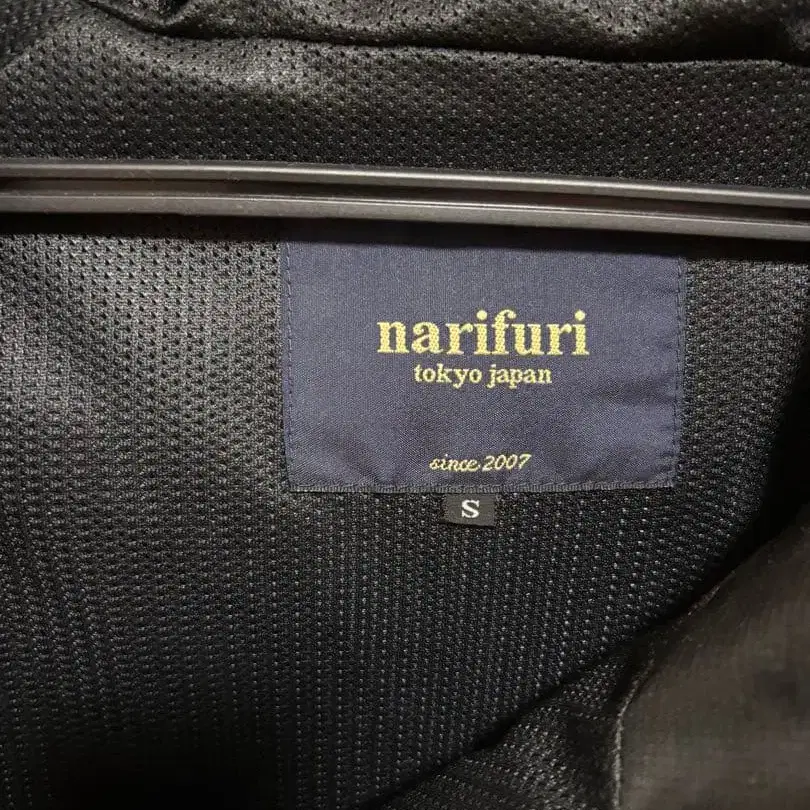 narifuri
tokyo japan
since 2007
S